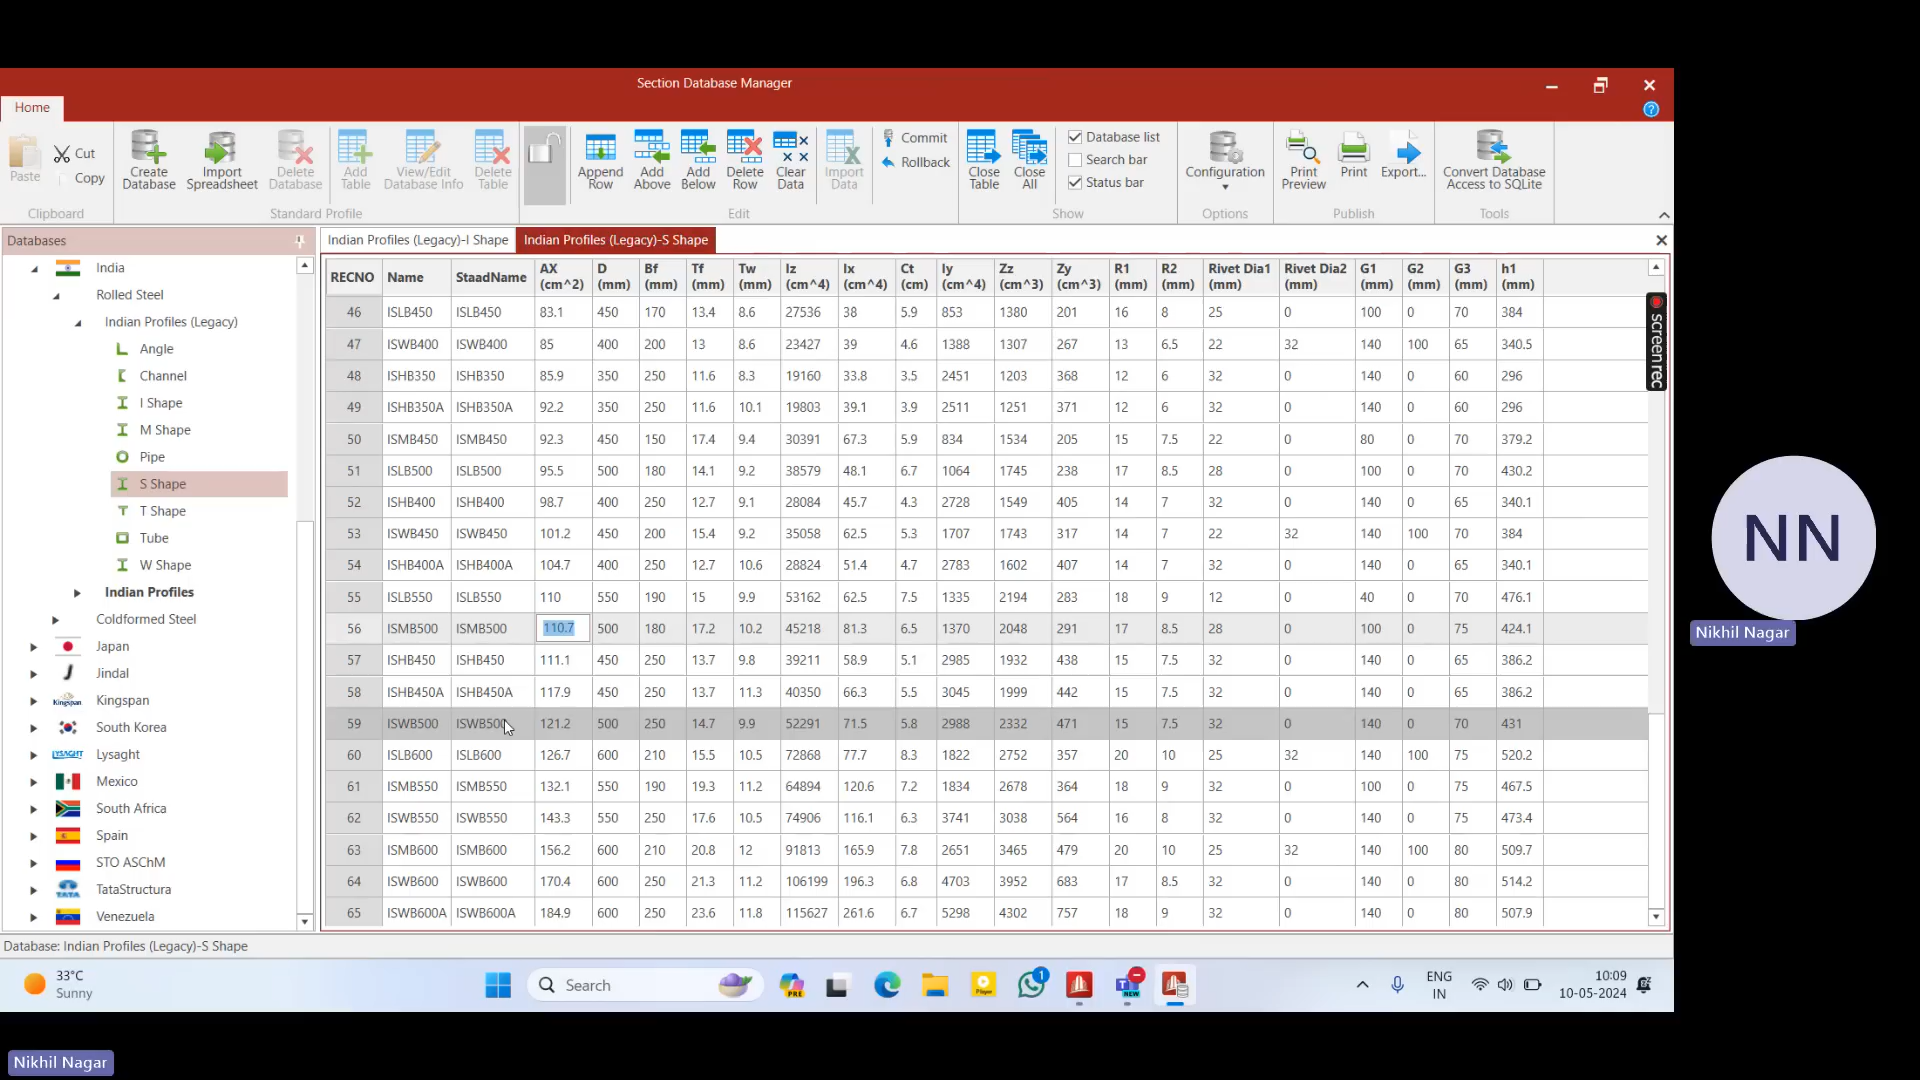 Section Database Manager
Home
Paste
Cut
Copy
Clipboard
Create Database
Import Spreadsheet
Delete Database
Add Table
View/Edit Database Info
Delete Table
Standard Profile
Append Row
Add Above
Add Below
Delete Row
Clear Data
Import Data
Commit
Rollback
Edit
Close Table
Close All
Database list
Search bar
Status bar
Show
Configuration
Options
Print Preview
Print
Export...
Publish
Convert Database Access to SQLite
Tools
Databases
India
Rolled Steel
Indian Profiles (Legacy)
Angle
Channel
I Shape
M Shape
Pipe
S Shape
T Shape
Tube
W Shape
Indian Profiles
Coldformed Steel
Japan
Jindal
Kingspan Kingspan
South Korea
LYSAGHT Lysaght
Mexico
South Africa
Spain
STO ASChM
TATA TataStructura
Venezuela
Indian Profiles (Legacy)-I Shape Indian Profiles (Legacy)-S Shape
RECNO Name StaadName AX (cm^2) D (mm) Bf (mm) Tf (mm) Tw (mm) Iz (cm^4) Ix (cm^4) Ct (cm) Iy (cm^4) Zz (cm^3) Zy (cm^3) R1 (mm) R2 (mm) Rivet Dia1 (mm) Rivet Dia2 (mm) G1 (mm) G2 (mm) G3 (mm) h1 (mm)
46 ISLB450 ISLB450 83.1 450 170 13.4 8.6 27536 38 5.9 853 1380 201 16 8 25 0 100 0 70 384
47 ISWB400 ISWB400 85 400 200 13 8.6 23427 39 4.6 1388 1307 267 13 6.5 22 32 140 100 65 340.5
48 ISHB350 ISHB350 85.9 350 250 11.6 8.3 19160 33.8 3.5 2451 1203 368 12 6 32 0 140 0 60 296
49 ISHB350A ISHB350A 92.2 350 250 11.6 10.1 19803 39.1 3.9 2511 1251 371 12 6 32 0 140 0 60 296
50 ISMB450 ISMB450 92.3 450 150 17.4 9.4 30391 67.3 5.9 834 1534 205 15 7.5 22 0 80 0 70 379.2
51 ISLB500 ISLB500 95.5 500 180 14.1 9.2 38579 48.1 6.7 1064 1745 238 17 8.5 28 0 100 0 70 430.2
52 ISHB400 ISHB400 98.7 400 250 12.7 9.1 28084 45.7 4.3 2728 1549 405 14 7 32 0 140 0 65 340.1
53 ISWB450 ISWB450 101.2 450 200 15.4 9.2 35058 62.5 5.3 1707 1743 317 14 7 22 32 140 100 70 384
54 ISHB400A ISHB400A 104.7 400 250 12.7 10.6 28824 51.4 4.7 2783 1602 407 14 7 32 0 140 0 65 340.1
55 ISLB550 ISLB550 110 550 190 15 9.9 53162 62.5 7.5 1335 2194 283 18 9 12 0 40 0 70 476.1
56 ISMB500 ISMB500 110.7 500 180 17.2 10.2 45218 81.3 6.5 1370 2048 291 17 8.5 28 0 100 0 75 424.1
57 ISHB450 ISHB450 111.1 450 250 13.7 9.8 39211 58.9 5.1 2985 1932 438 15 7.5 32 0 140 0 65 386.2
58 ISHB450A ISHB450A 117.9 450 250 13.7 11.3 40350 66.3 5.5 3045 1999 442 15 7.5 32 0 140 0 65 386.2
59 ISWB500 ISWB500 121.2 500 250 14.7 9.9 52291 71.5 5.8 2988 2332 471 15 7.5 32 0 140 0 70 431
60 ISLB600 ISLB600 126.7 600 210 15.5 10.5 72868 77.7 8.3 1822 2752 357 20 10 25 32 140 100 75 520.2
61 ISMB550 ISMB550 132.1 550 190 19.3 11.2 64894 120.6 7.2 1834 2678 364 18 9 32 0 100 0 75 467.5
62 ISWB550 ISWB550 143.3 550 250 17.6 10.5 74906 116.1 6.3 3741 3038 564 16 8 32 0 140 0 75 473.4
63 ISMB600 ISMB600 156.2 600 210 20.8 12 91813 165.9 7.8 2651 3465 479 20 10 25 32 140 100 80 509.7
64 ISWB600 ISWB600 170.4 600 250 21.3 11.2 106199 196.3 6.8 4703 3952 683 17 8.5 32 0 140 0 80 514.2
65 ISWB600A ISWB600A 184.9 600 250 23.6 11.8 115627 261.6 6.7 5298 4302 757 18 9 32 0 140 0 80 507.9
screen rec
Database: Indian Profiles (Legacy)-S Shape
33°C
Sunny
Search
PRE
Player
1
NEW
ENG
IN
10:09
10-05-2024
NN
Nikhil Nagar
Nikhil Nagar